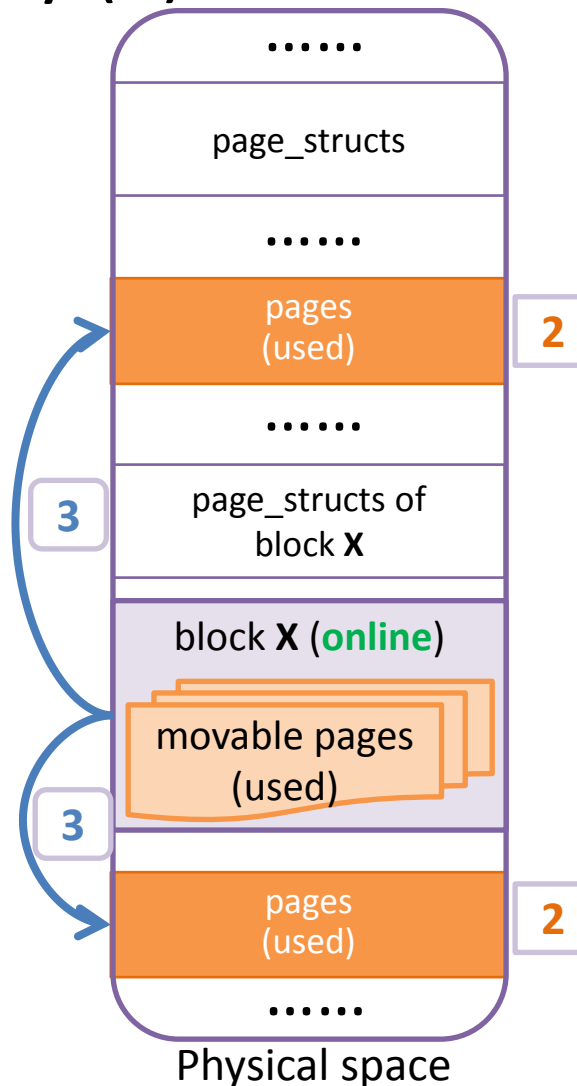 ......
page_structs
......
pages
(used)
2
......
3
page_structs of
block X
block X (online)
movable pages
(used)
3
pages
(used)
2
......
Physical space